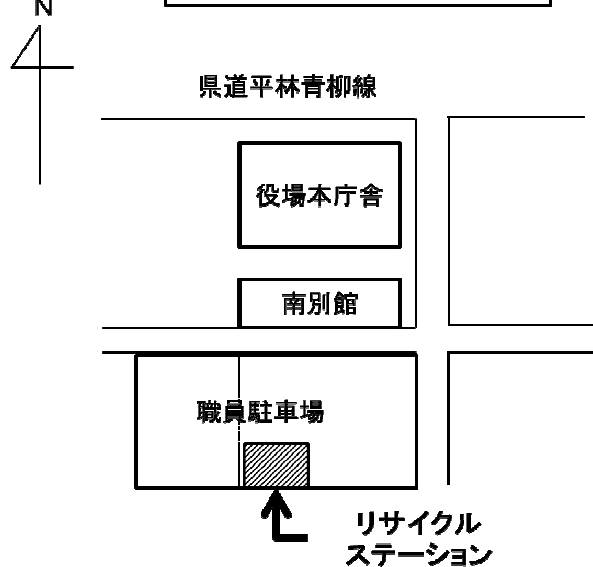 N
県道平林青柳線
役場本庁舎
南別館
職員駐車場
リサイクル
ステーション